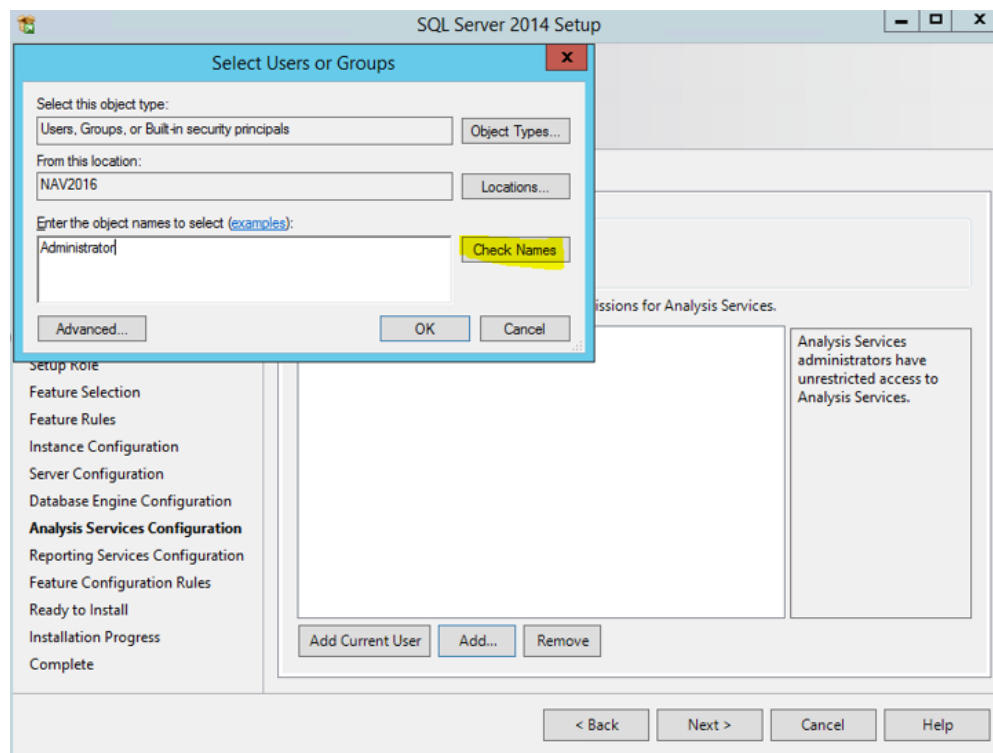 SQL Server 2014 Setup
Select Users or Groups
x
Select this object type:
Users, Groups, or Built-in security principals
Object Types...
From this location:
NAV2016
Locations...
Enter the object names to select (examples):
Administrator
Check Names
Advanced...
OK
Cancel
issions for Analysis Services.
Analysis Services
administrators have
unrestricted access to
Analysis Services.
Setup Role
Feature Selection
Feature Rules
Instance Configuration
Server Configuration
Database Engine Configuration
Analysis Services Configuration
Reporting Services Configuration
Feature Configuration Rules
Ready to Install
Installation Progress
Complete
Add Current User
Add...
Remove
< Back
Next >
Cancel
Help